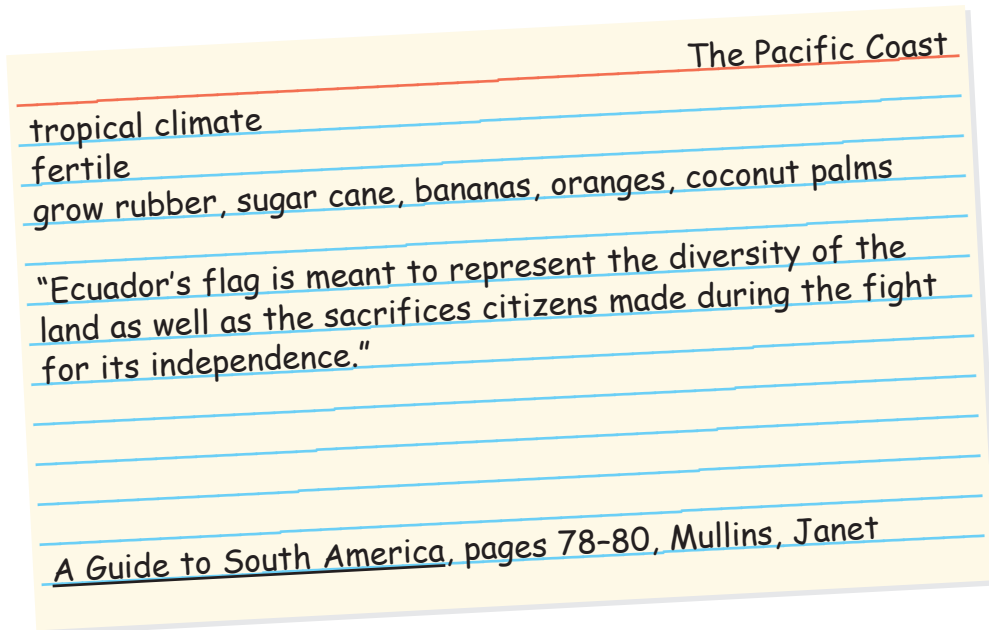 The Pacific Coast
tropical climate
fertile
grow rubber, sugar cane, bananas, oranges, coconut palms
“Ecuador’s flag is meant to represent the diversity of the
land as well as the sacrifices citizens made during the fight
for its independence.”
A Guide to South America, pages 78–80, Mullins, Janet